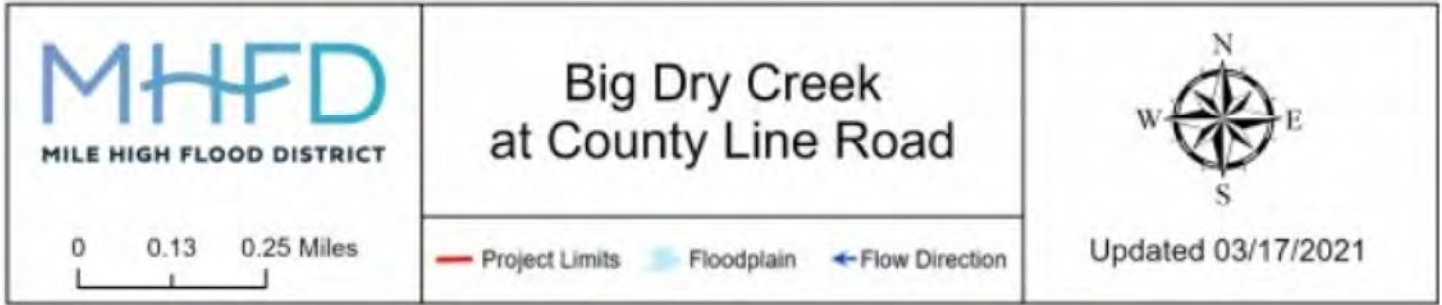 MHFD
MILE HIGH FLOOD DISTRICT
0 0.13 0.25 Miles
Big Dry Creek
at County Line Road
Project Limits Floodplain Flow Direction
N
W E
S
Updated 03/17/2021